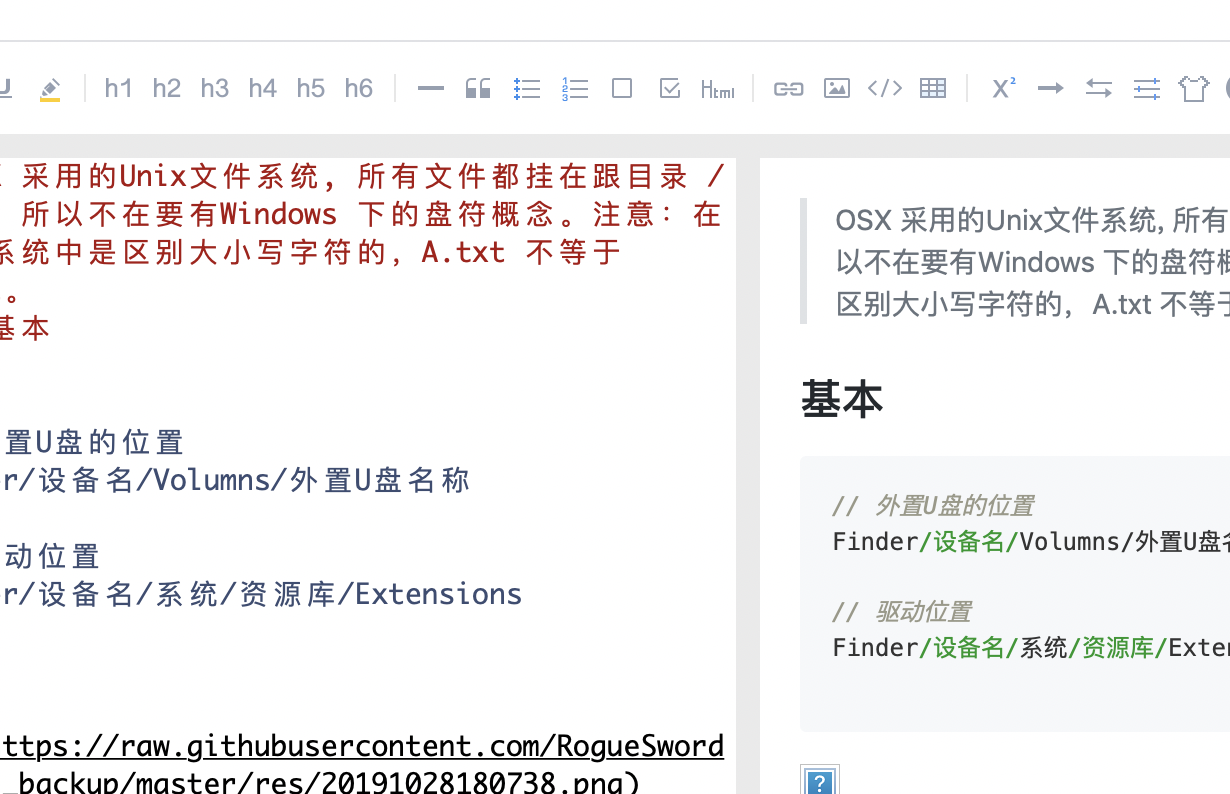 h1 h2 h3 h4 h5 h6 Html </> X²
采用的Unix文件系统, 所有文件都挂在跟目录 /
所以不在要有Windows 下的盘符概念。注意: 在
系统中是区别大小写字符的，A.txt 不等于
。
基本
置U盘的位置
r/设备名/Volumns/外置U盘名称
动位置
r/设备名/系统/资源库/Extensions
ttps://raw.githubusercontent.com/RogueSword
_backup/master/res/20191028180738.png)
OSX 采用的Unix文件系统, 所有
以不在要有Windows 下的盘符
区别大小写字符的，A.txt 不等于
基本
// 外置U盘的位置
Finder/设备名/Volumns/外置U盘名
// 驱动位置
Finder/设备名/系统/资源库/Exten
?